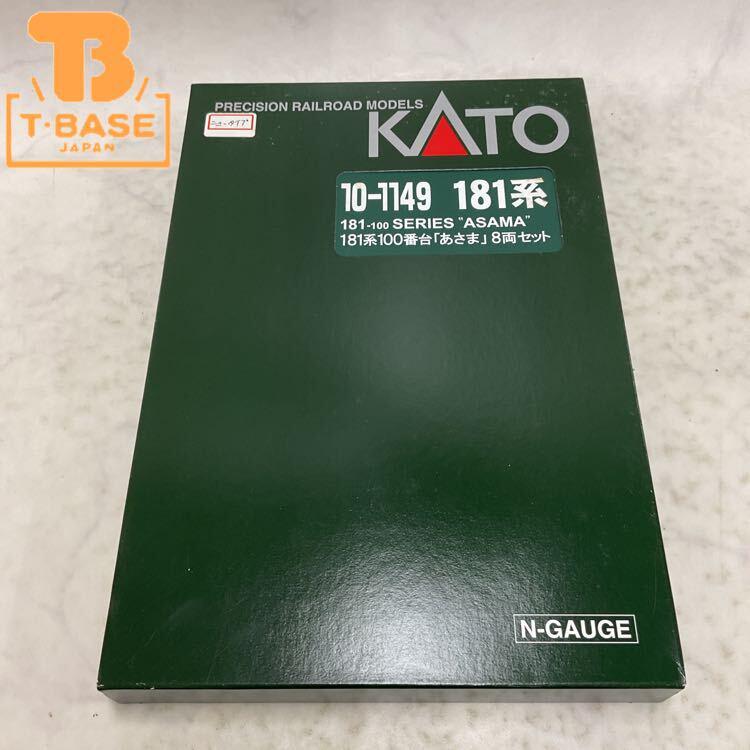 TB
T-BASE
JAPAN
PRECISION RAILROAD MODELS
KATO
10-1149 181系
181-100 SERIES "ASAMA"
181系100番台「あさま」8両セット
N-GAUGE